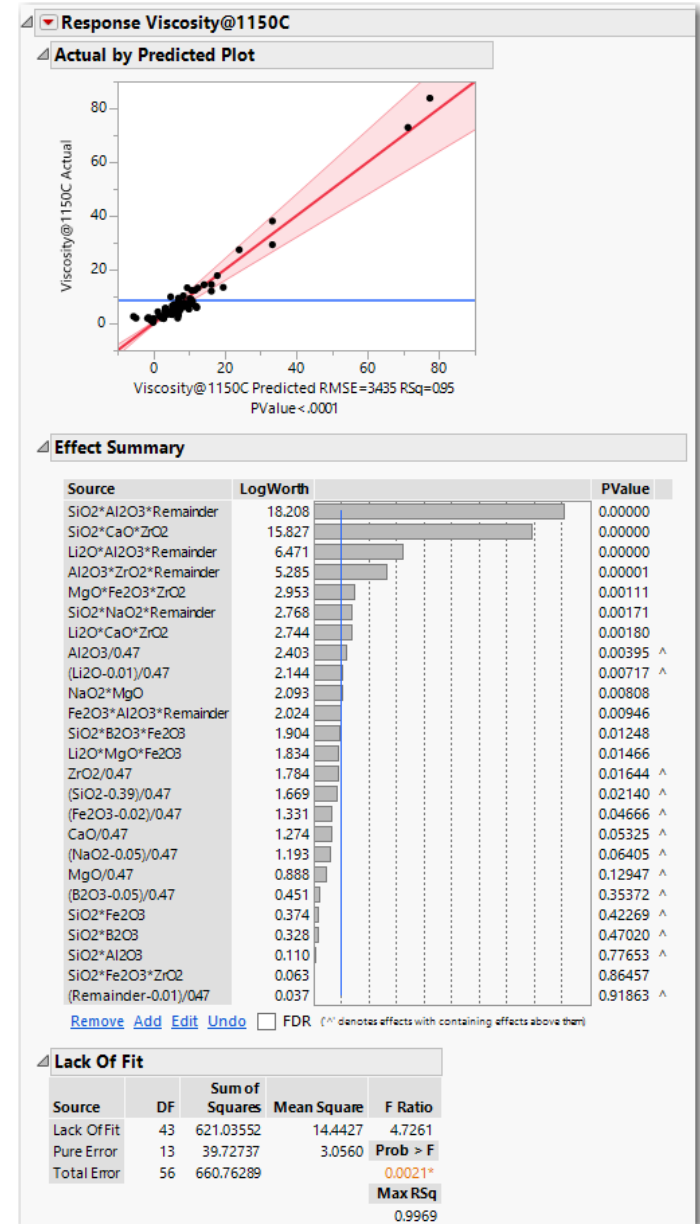 Response Viscosity@1150C
Actual by Predicted Plot
80
60
40
20
0
Viscosity@1150C Actual
0 20 40 60 80
Viscosity@1150C Predicted RMSE=3.435 RSq=0.95
PValue<.0001
Effect Summary
Source LogWorth PValue
SiO2*Al2O3*Remainder 18.208 0.00000
SiO2*CaO*ZrO2 15.827 0.00000
Li2O*Al2O3*Remainder 6.471 0.00000
Al2O3*ZrO2*Remainder 5.285 0.00001
MgO*Fe2O3*ZrO2 2.953 0.00111
SiO2*NaO2*Remainder 2.768 0.00171
Li2O*CaO*ZrO2 2.744 0.00180
Al2O3/0.47 2.403 0.00395 ^
(Li2O-0.01)/0.47 2.144 0.00717 ^
NaO2*MgO 2.093 0.00808
Fe2O3*Al2O3*Remainder 2.024 0.00946
SiO2*B2O3*Fe2O3 1.904 0.01248
Li2O*MgO*Fe2O3 1.834 0.01466
ZrO2/0.47 1.784 0.01644 ^
(SiO2-0.39)/0.47 1.669 0.02140 ^
(Fe2O3-0.02)/0.47 1.331 0.04666 ^
CaO/0.47 1.274 0.05325 ^
(NaO2-0.05)/0.47 1.193 0.06405 ^
MgO/0.47 0.888 0.12947 ^
(B2O3-0.05)/0.47 0.451 0.35372 ^
SiO2*Fe2O3 0.374 0.42269 ^
SiO2*B2O3 0.328 0.47020 ^
SiO2*Al2O3 0.110 0.77653 ^
SiO2*Fe2O3*ZrO2 0.063 0.86457
(Remainder-0.01)/0.47 0.037 0.91863 ^
Remove Add Edit Undo FDR ('^' denotes effects with containing effects above them)
Lack Of Fit
Source DF Sum of Squares Mean Square F Ratio
Lack Of Fit 43 621.03552 14.4427 4.7261
Pure Error 13 39.72737 3.0560 Prob > F
Total Error 56 660.76289 0.0021*
Max RSq
0.9969